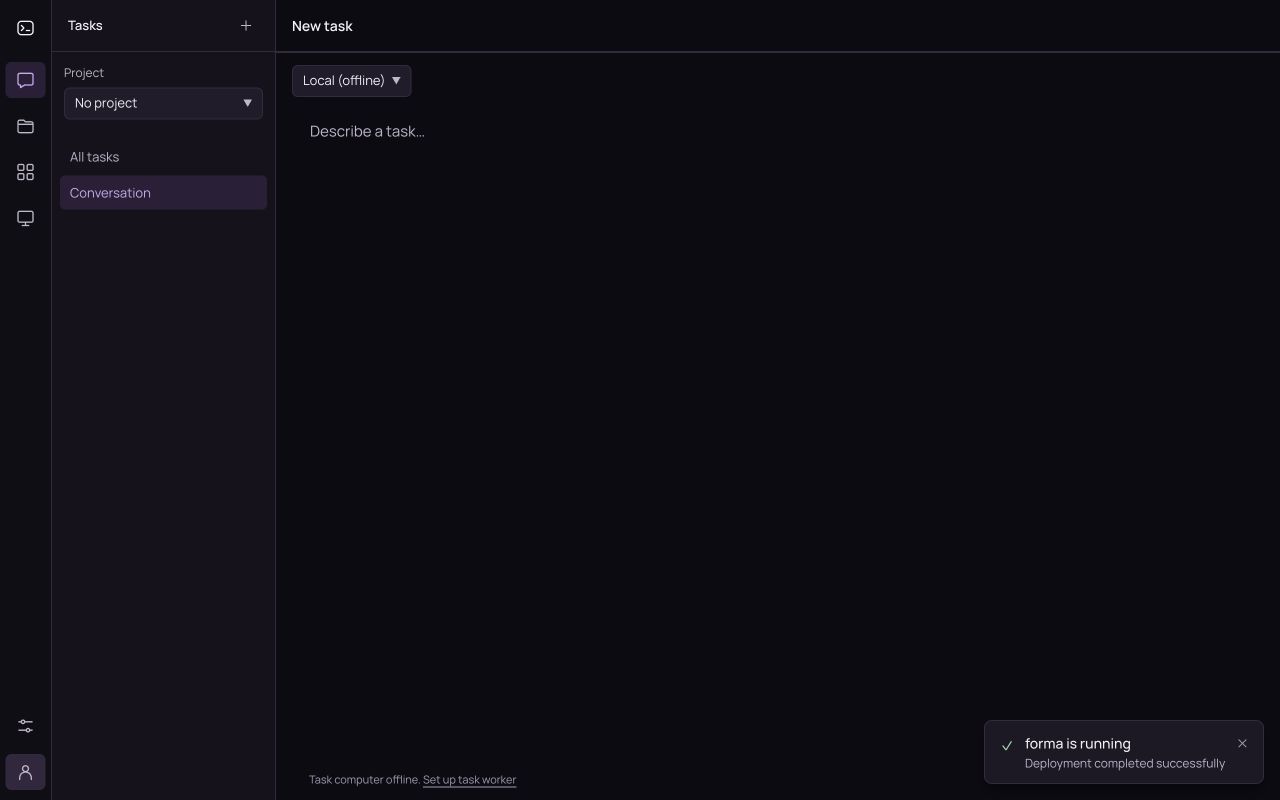 Tasks
New task
Project
No project
Local (offline)
Describe a task…
All tasks
Conversation
forma is running
Deployment completed successfully
Task computer offline. Set up task worker